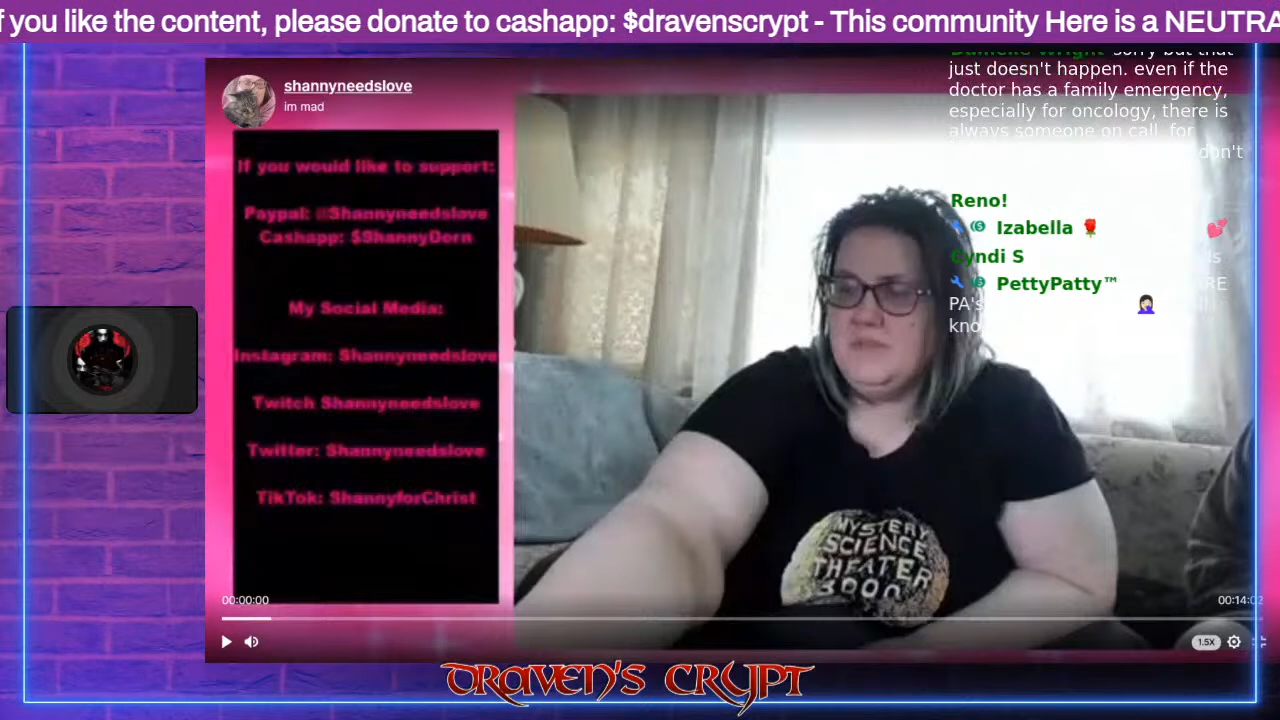 f you like the content, please donate to cashapp: $dravenscrypt - This community Here is a NEUTRA
shannyneedslove
im mad
If you would like to support:
Paypal: @Shannyneedslove
Cashapp: $ShannyDorn
My Social Media:
Instagram: Shannyneedslove
Twitch Shannyneedslove
Twitter: Shannyneedslove
TikTok: ShannyforChrist
Danielle Wright sorry but that
just doesn't happen. even if the
doctor has a family emergency,
especially for oncology, there is
always someone on call for
don't
Reno!
Izabella 🌹 💕
Cyndi S
PettyPatty™
PA's 🤦🏻‍♀️
MYSTERY
SCIENCE
THEATER
3000
00:00:00
00:14:02
1.5X
DRAVEN'S CRYPT